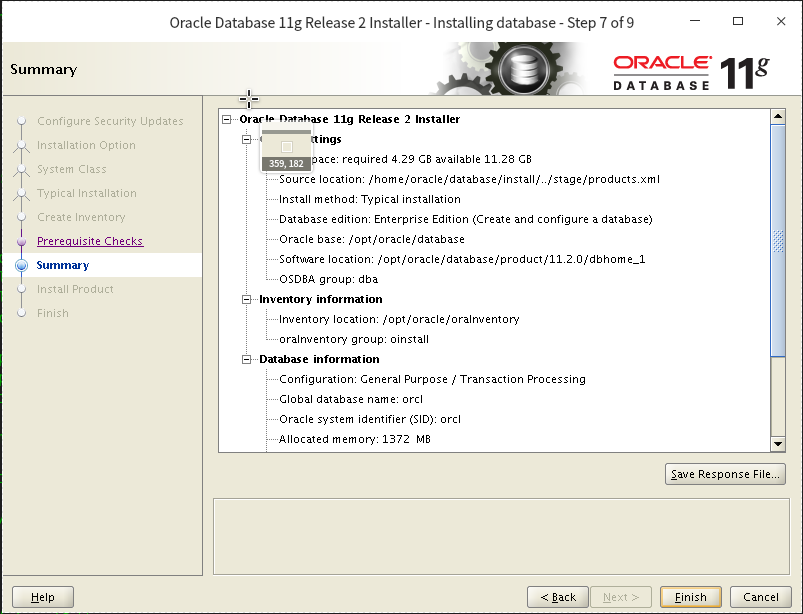 Oracle Database 11g Release 2 Installer - Installing database - Step 7 of 9
Summary
ORACLE
DATABASE 11g
Configure Security Updates
Installation Option
System Class
Typical Installation
Create Inventory
Prerequisite Checks
Summary
Install Product
Finish
Oracle Database 11g Release 2 Installer
ttings
359, 182
pace: required 4.29 GB available 11.28 GB
Source location: /home/oracle/database/install/../stage/products.xml
Install method: Typical installation
Database edition: Enterprise Edition (Create and configure a database)
Oracle base: /opt/oracle/database
Software location: /opt/oracle/database/product/11.2.0/dbhome_1
OSDBA group: dba
Inventory information
Inventory location: /opt/oracle/oraInventory
oraInventory group: oinstall
Database information
Configuration: General Purpose / Transaction Processing
Global database name: orcl
Oracle system identifier (SID): orcl
Allocated memory: 1372 MB
Save Response File...
Help
< Back
Next >
Finish
Cancel